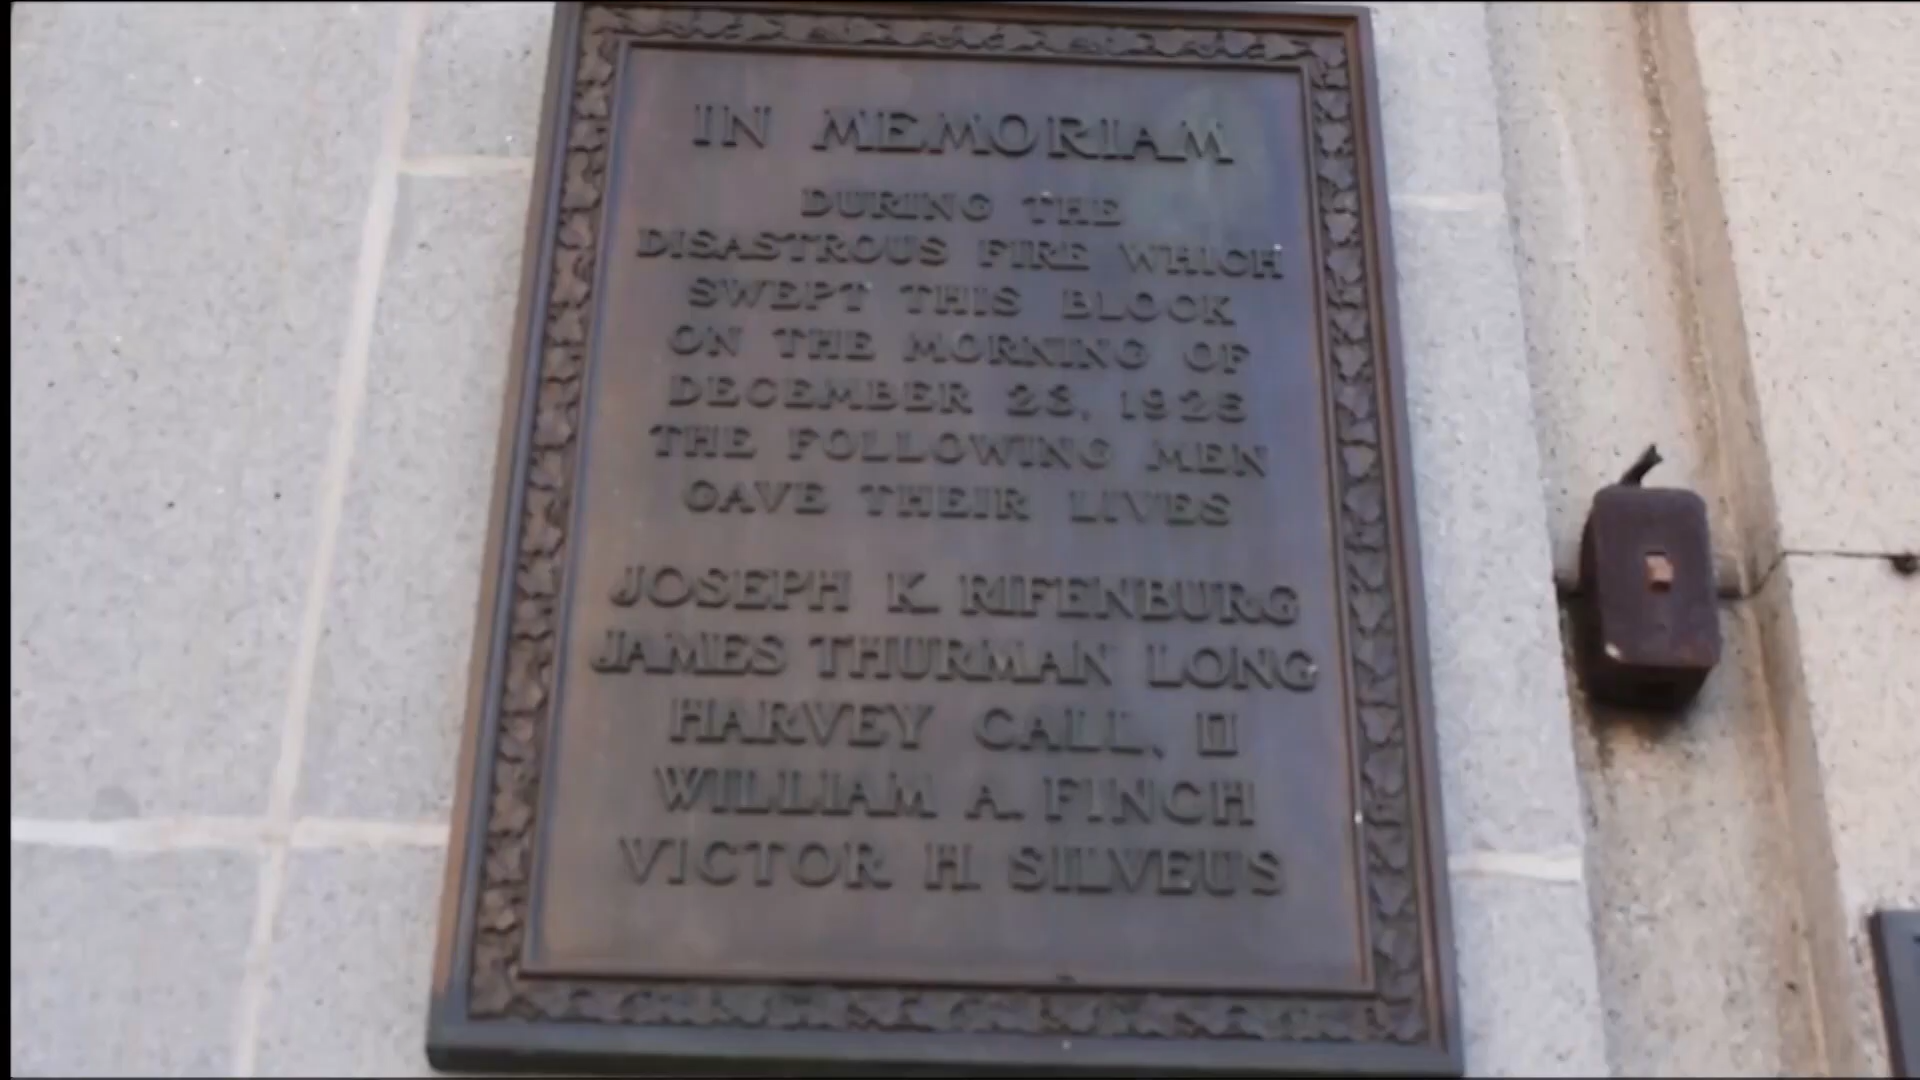 IN MEMORIAM
DURING THE
DISASTROUS FIRE WHICH
SWEPT THIS BLOCK
ON THE MORNING OF
DECEMBER 23, 1925
THE FOLLOWING MEN
GAVE THEIR LIVES
JOSEPH K. RIFENBURG
JAMES THURMAN LONG
HARVEY CALL, II
WILLIAM A. FINCH
VICTOR H. SILVEUS